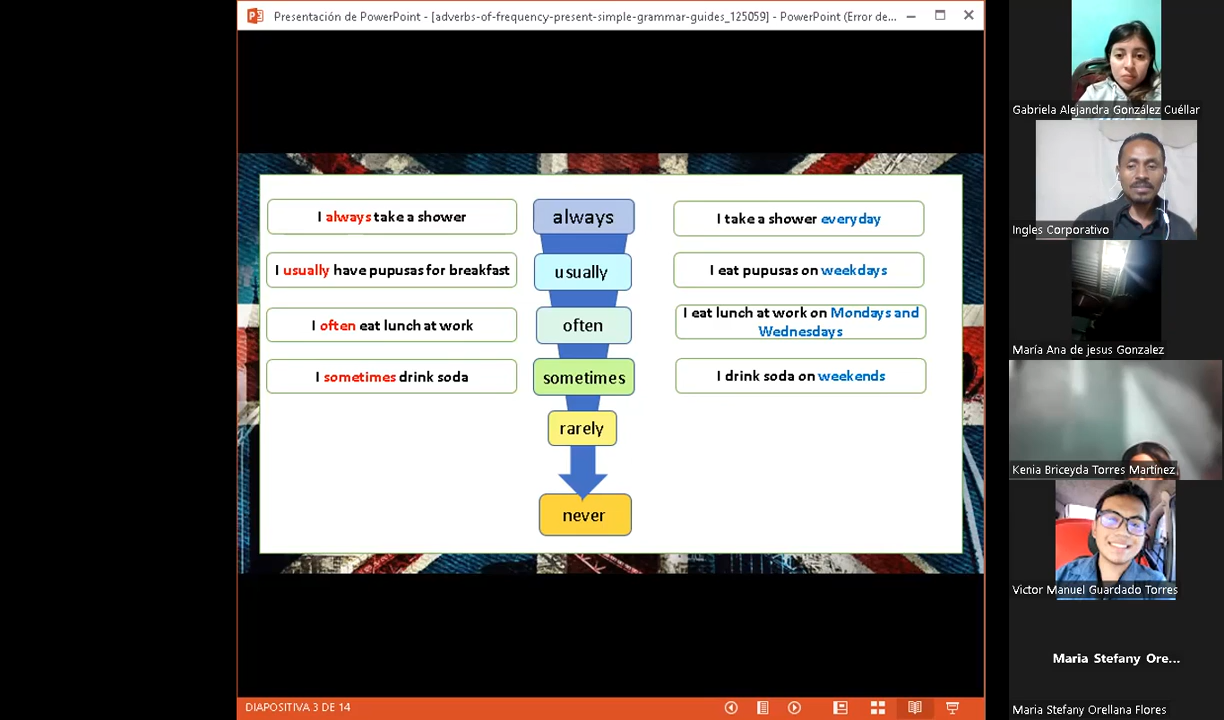 Presentación de PowerPoint - [adverbs-of-frequency-present-simple-grammar-guides_125059] - PowerPoint (Error de...
I always take a shower
always
I take a shower everyday
I usually have pupusas for breakfast
usually
I eat pupusas on weekdays
I often eat lunch at work
often
I eat lunch at work on Mondays and
Wednesdays
I sometimes drink soda
sometimes
I drink soda on weekends
rarely
never
DIAPOSITIVA 3 DE 14
Gabriela Alejandra González Cuéllar
Ingles Corporativo
María Ana de jesus Gonzalez
Kenia Briceyda Torres Martínez
Victor Manuel Guardado Torres
Maria Stefany Ore...
Maria Stefany Orellana Flores